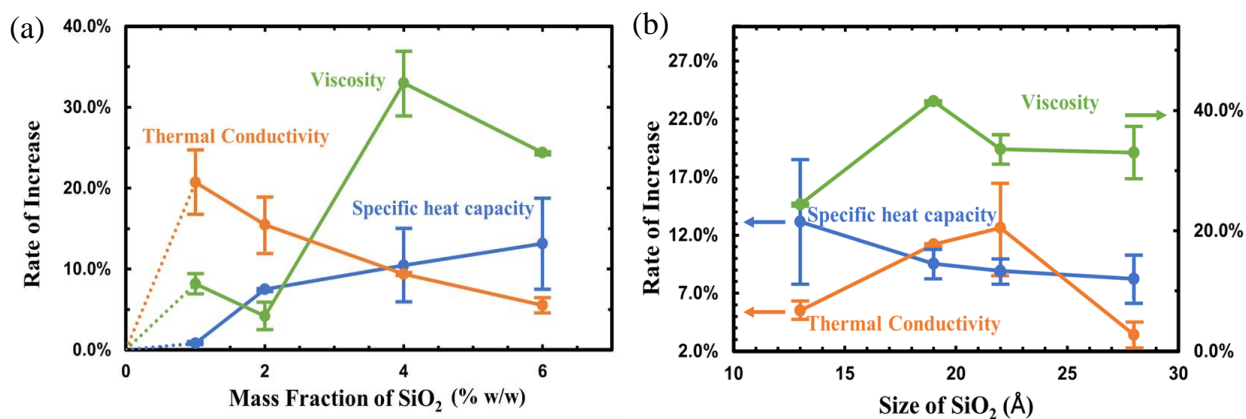 (a)
Rate of Increase
40.0%
30.0%
20.0%
10.0%
0.0%
Viscosity
Thermal Conductivity
Specific heat capacity
0 2 4 6
Mass Fraction of SiO₂ (% w/w)
(b)
Rate of Increase
27.0%
22.0%
17.0%
12.0%
7.0%
2.0%
Viscosity
Specific heat capacity
Thermal Conductivity
40.0%
20.0%
0.0%
10 15 20 25 30
Size of SiO₂ (Å)